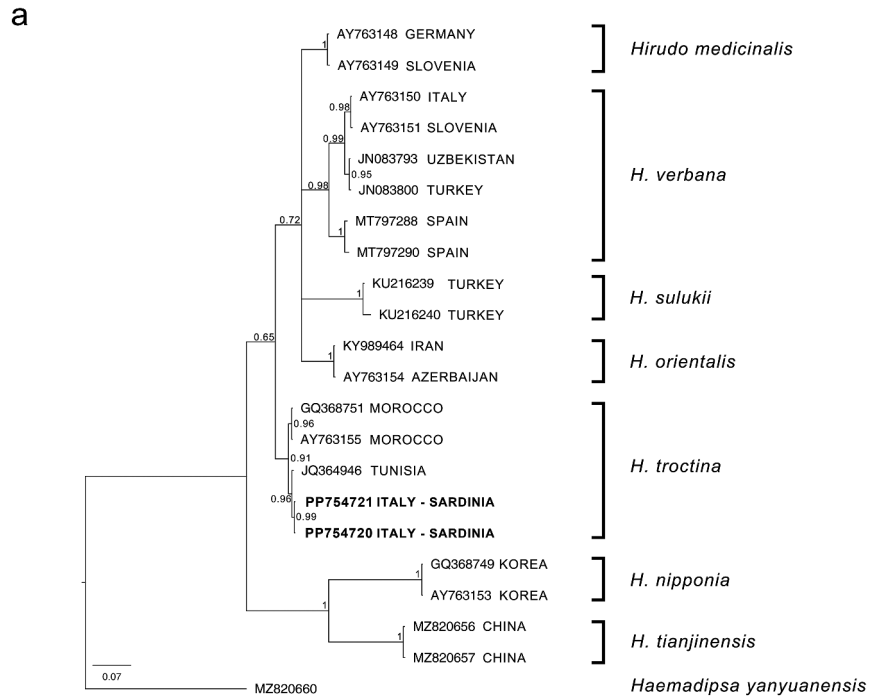 a
1 AY763148 GERMANY
AY763149 SLOVENIA
Hirudo medicinalis
AY763150 ITALY
0.98
AY763151 SLOVENIA
0.99
JN083793 UZBEKISTAN
0.95
JN083800 TURKEY
0.98
MT797288 SPAIN
1
MT797290 SPAIN
H. verbana
0.72
KU216239 TURKEY
1
KU216240 TURKEY
H. sulukii
0.65
KY989464 IRAN
1
AY763154 AZERBAIJAN
H. orientalis
GQ368751 MOROCCO
0.96
AY763155 MOROCCO
0.91
JQ364946 TUNISIA
0.96
PP754721 ITALY - SARDINIA
0.99
PP754720 ITALY - SARDINIA
H. troctina
GQ368749 KOREA
1
AY763153 KOREA
H. nipponia
1
MZ820656 CHINA
1
MZ820657 CHINA
H. tianjinensis
0.07
MZ820660
Haemadipsa yanyuanensis